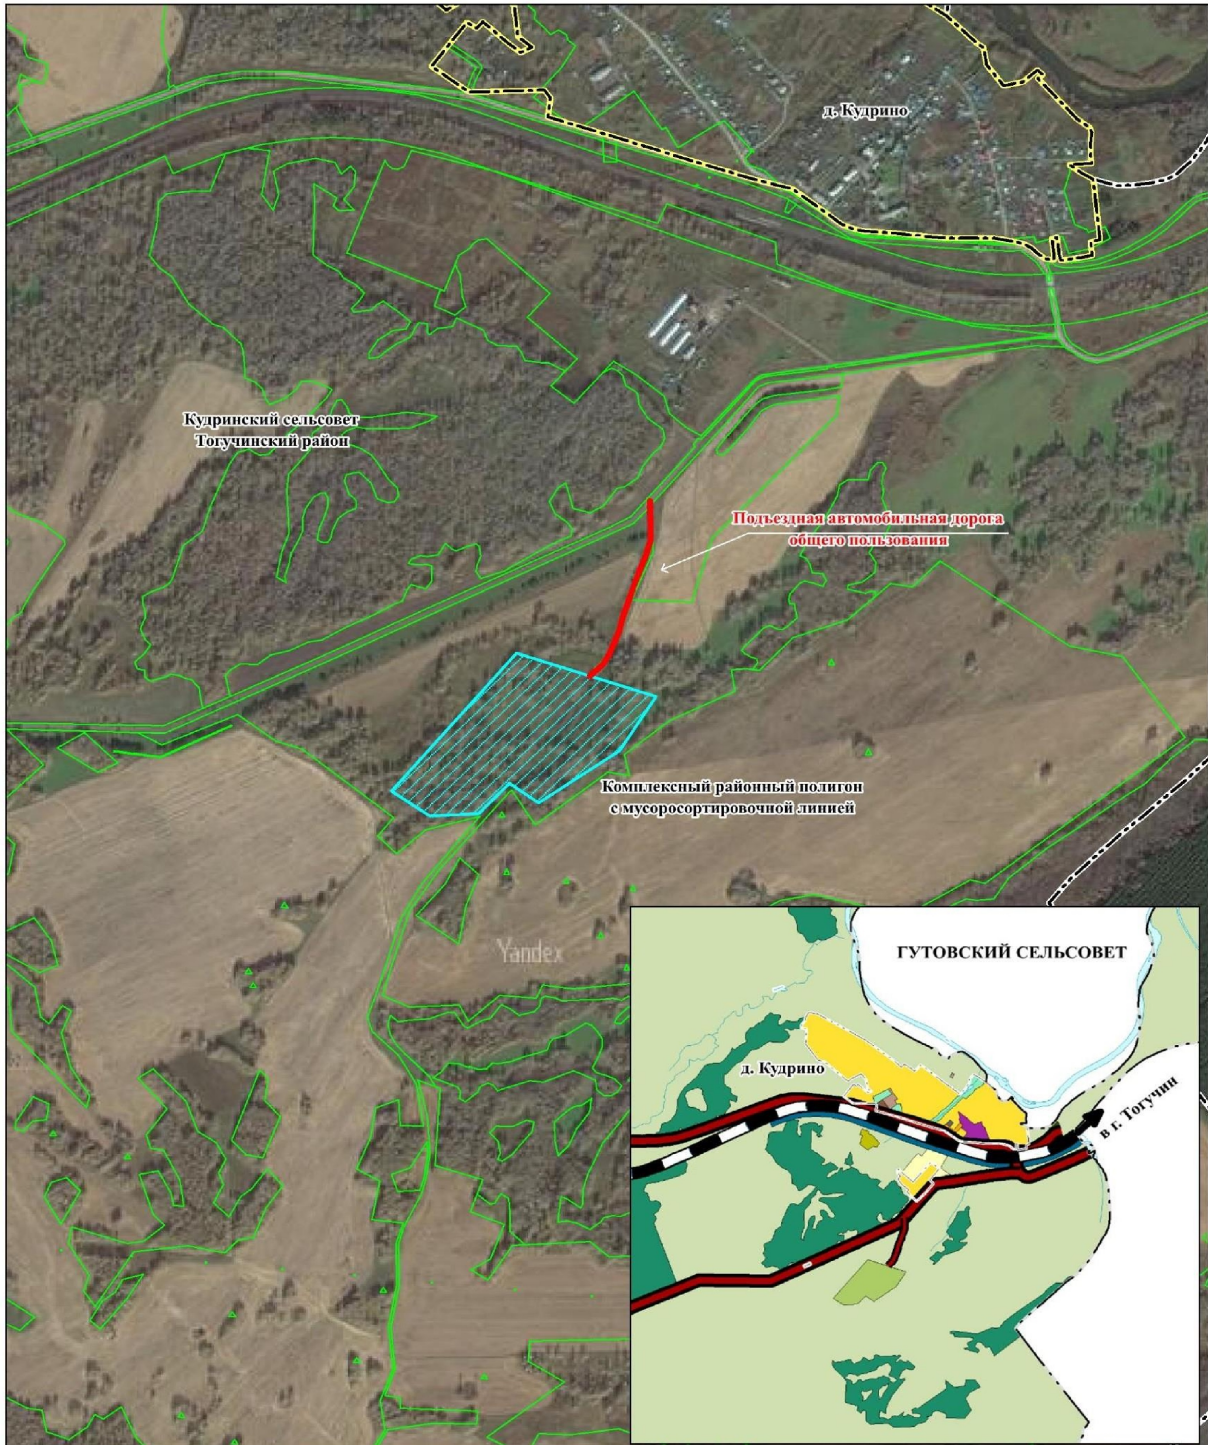 д. Кудрино
Кудринский сельсовет
Тогучинский район
Подъездная автомобильная дорога
общего пользования
Комплексный районный полигон
с мусоросортировочной линией
Yandex
ГУТОВСКИЙ СЕЛЬСОВЕТ
д. Кудрино
в г. Тогучин